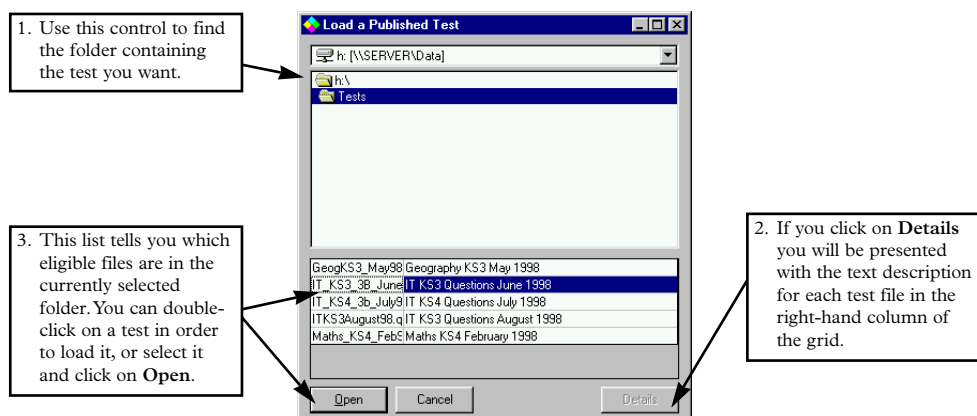 1. Use this control to find
the folder containing
the test you want.
Load a Published Test
h: [\\SERVER\Data]
h:\
Tests
3. This list tells you which
eligible files are in the
currently selected
folder. You can double-
click on a test in order
to load it, or select it
and click on Open.
GeogKS3_May98 Geography KS3 May 1998
IT_KS3_3B_June IT KS3 Questions June 1998
IT_KS4_3b_July9 IT KS4 Questions July 1998
ITKS3August98.q IT KS3 Questions August 1998
Maths_KS4_Feb9 Maths KS4 February 1998
2. If you click on Details
you will be presented
with the text description
for each test file in the
right-hand column of
the grid.
Open Cancel Details